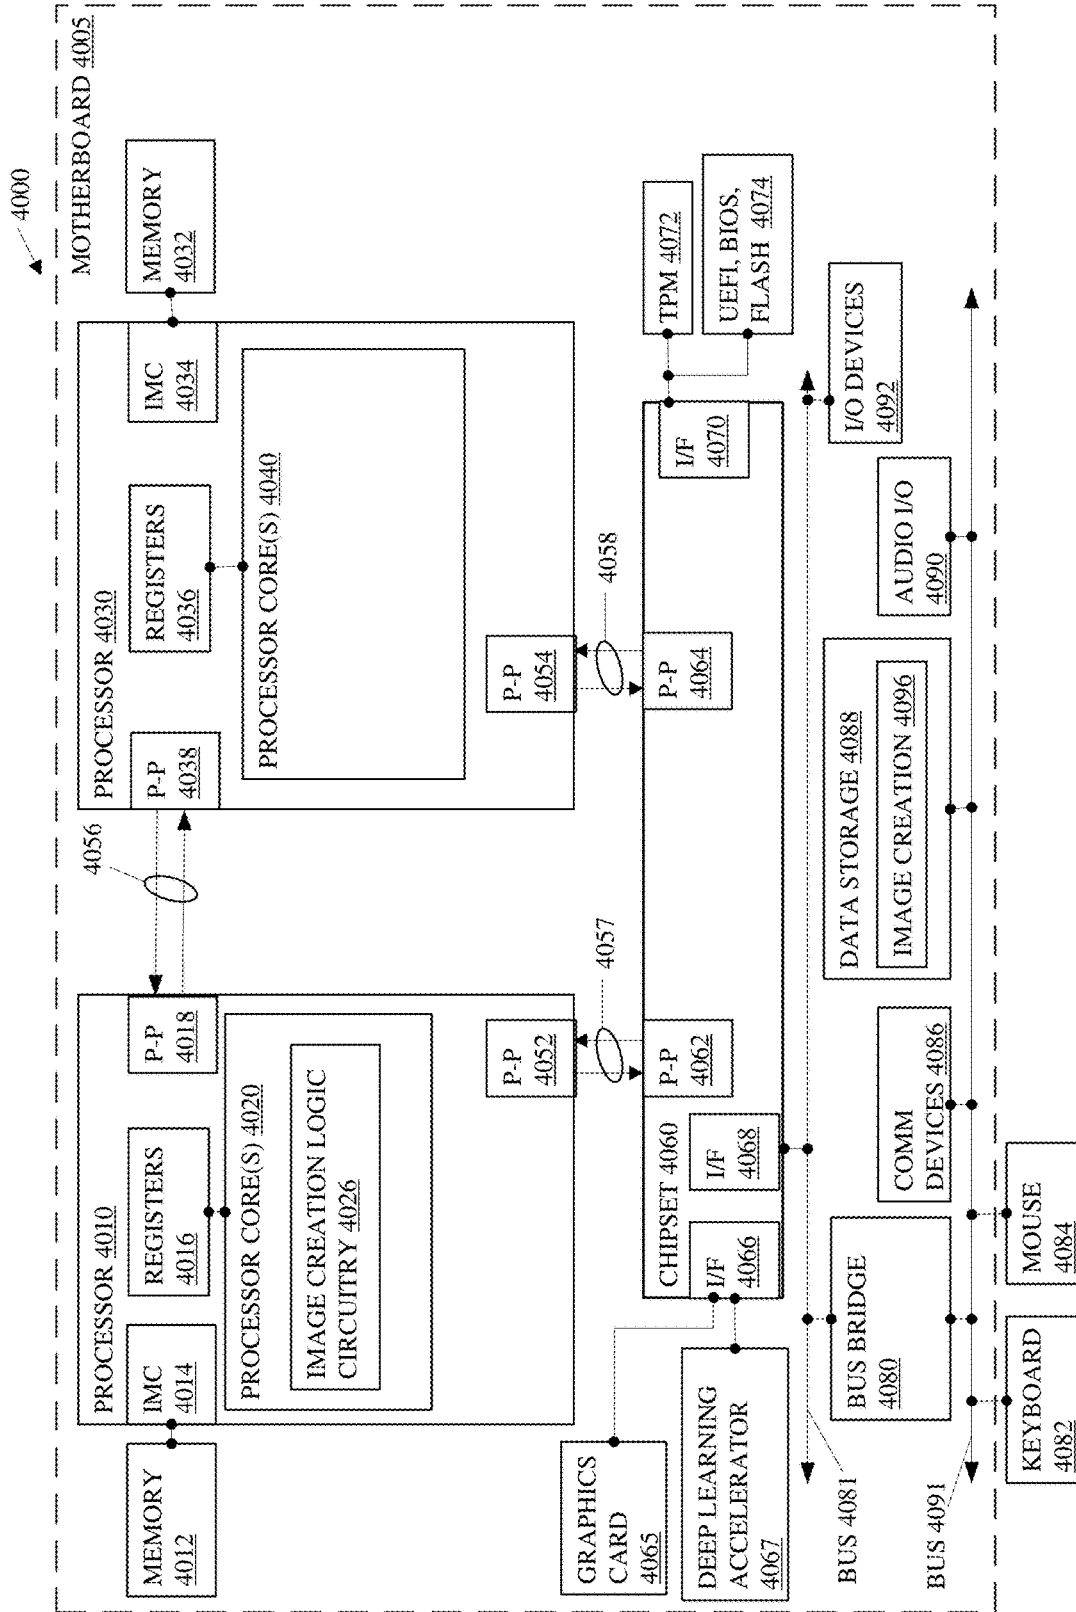 4000
MOTHERBOARD 4005
MEMORY
4012
IMC
4014
PROCESSOR 4010
REGISTERS
4016
P-P
4018
PROCESSOR CORE(S) 4020
IMAGE CREATION LOGIC
CIRCUITRY 4026
P-P
4052
4056
PROCESSOR 4030
P-P
4038
REGISTERS
4036
IMC
4034
MEMORY
4032
PROCESSOR CORE(S) 4040
P-P
4054
4057
4058
GRAPHICS
CARD
4065
DEEP LEARNING
ACCELERATOR
4067
CHIPSET 4060
I/F
4066
I/F
4068
P-P
4062
P-P
4064
I/F
4070
TPM 4072
UEFI, BIOS,
FLASH 4074
BUS 4081
BUS BRIDGE
4080
I/O DEVICES
4092
BUS 4091
COMM
DEVICES 4086
DATA STORAGE 4088
IMAGE CREATION 4096
AUDIO I/O
4090
KEYBOARD
4082
MOUSE
4084